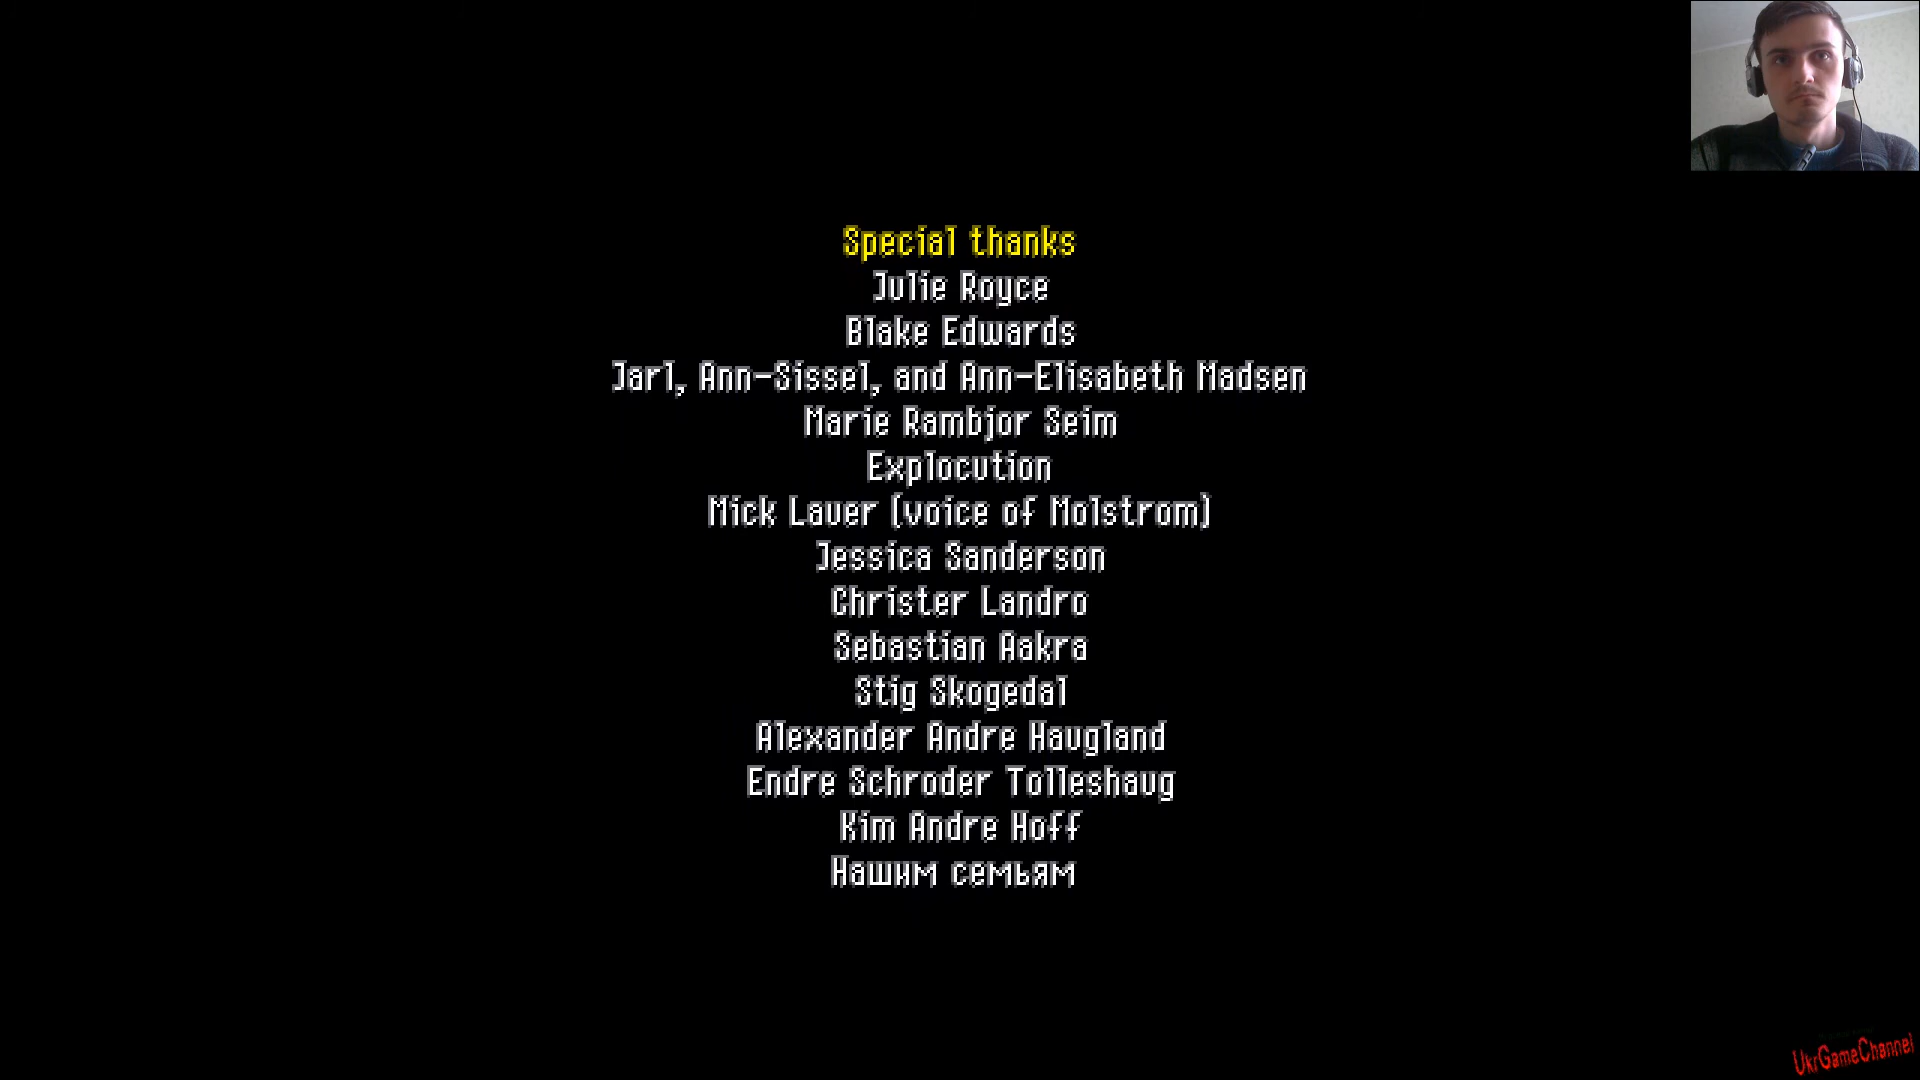 Special thanks
Julie Royce
Blake Edwards
Jarl, Ann-Sissel, and Ann-Elisabeth Madsen
Marie Rambjor Seim
Explocution
Mick Lauer (voice of Molstrom)
Jessica Sanderson
Christer Landro
Sebastian Aakra
Stig Skogedal
Alexander Andre Haugland
Endre Schroder Tolleshaug
Kim Andre Hoff
Нашим семьям
UkrGameChannel